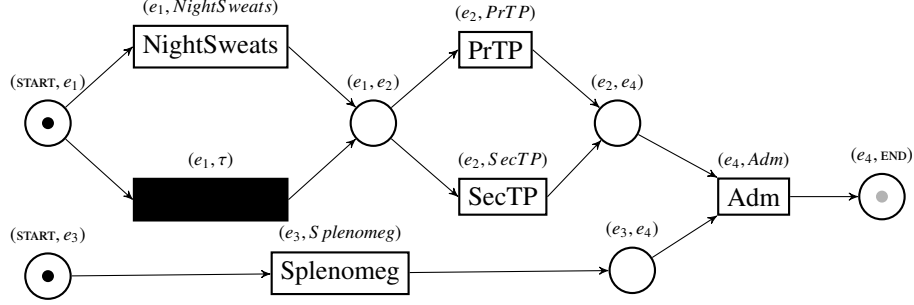 (e₁, NightSweats)
NightSweats
(e₂, PrTP)
PrTP
(START, e₁)
(e₁, e₂)
(e₂, e₄)
(e₁, τ)
(e₂, SecTP)
SecTP
(e₄, Adm)
Adm
(e₄, END)
(START, e₃)
(e₃, Splenomeg)
Splenomeg
(e₃, e₄)